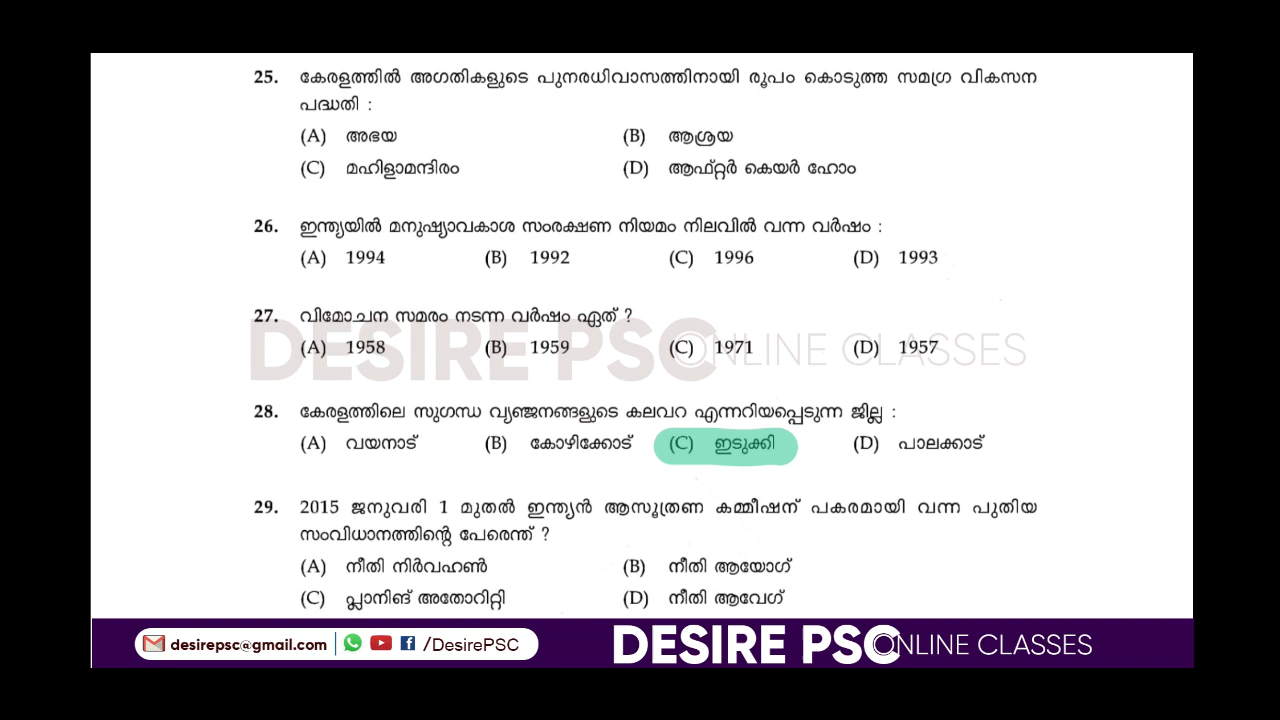 25. കേരളത്തിൽ അഗതികളുടെ പുനരധിവാസത്തിനായി രൂപം കൊടുത്ത സമഗ്ര വികസന
പദ്ധതി :
(A) അഭയ (B) ആശ്രയ
(C) മഹിളാമന്ദിരം (D) ആഫ്റ്റർ കെയർ ഹോം
26. ഇന്ത്യയിൽ മനുഷ്യാവകാശ സംരക്ഷണ നിയമം നിലവിൽ വന്ന വർഷം :
(A) 1994 (B) 1992 (C) 1996 (D) 1993
27. വിമോചന സമരം നടന്ന വർഷം ഏത് ?
(A) 1958 (B) 1959 (C) 1971 (D) 1957
DESIRE PSC ONLINE CLASSES
28. കേരളത്തിലെ സുഗന്ധ വ്യഞ്ജനങ്ങളുടെ കലവറ എന്നറിയപ്പെടുന്ന ജില്ല :
(A) വയനാട് (B) കോഴിക്കോട് (C) ഇടുക്കി (D) പാലക്കാട്
29. 2015 ജനുവരി 1 മുതൽ ഇന്ത്യൻ ആസൂത്രണ കമ്മീഷന് പകരമായി വന്ന പുതിയ
സംവിധാനത്തിന്റെ പേരെന്ത് ?
(A) നീതി നിർവഹൺ (B) നീതി ആയോഗ്
(C) പ്ലാനിങ് അതോറിറ്റി (D) നീതി ആവേഗ്
desirepsc@gmail.com /DesirePSC DESIRE PSC ONLINE CLASSES